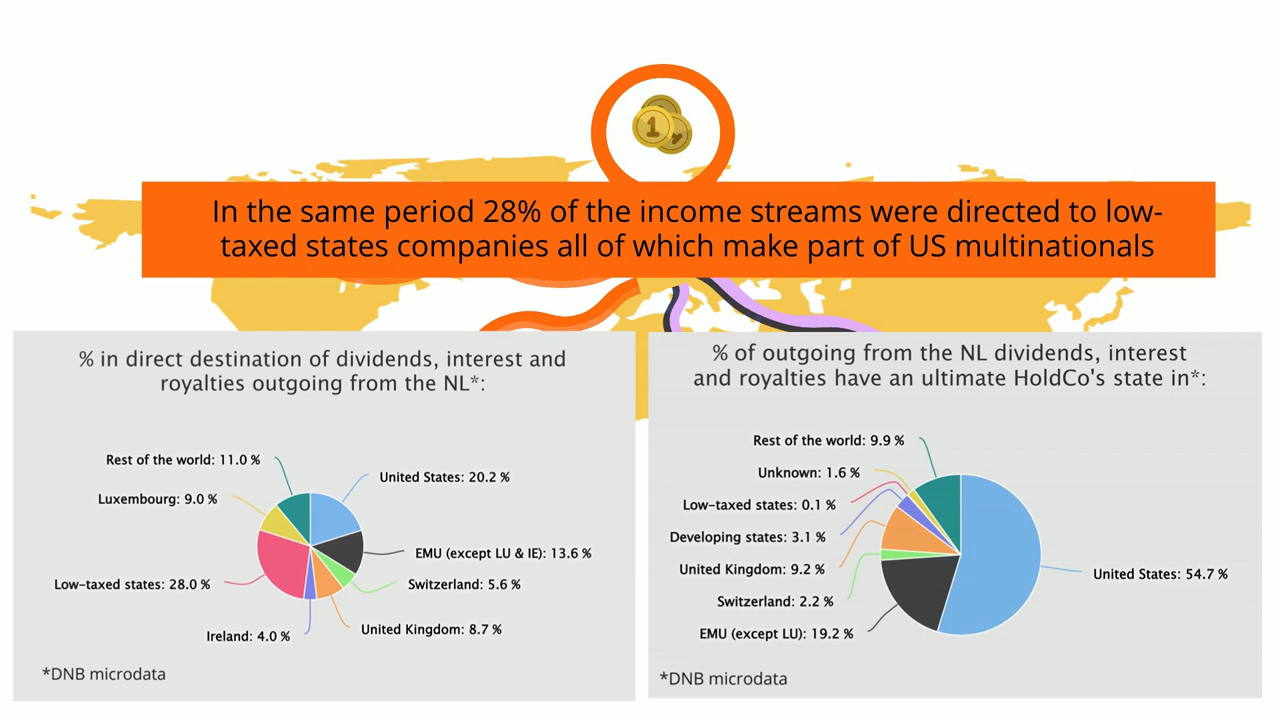 In the same period 28% of the income streams were directed to low-
taxed states companies all of which make part of US multinationals
% in direct destination of dividends, interest and
royalties outgoing from the NL*:
Rest of the world: 11.0 %
United States: 20.2 %
Luxembourg: 9.0 %
EMU (except LU & IE): 13.6 %
Low-taxed states: 28.0 %
Switzerland: 5.6 %
Ireland: 4.0 %
United Kingdom: 8.7 %
*DNB microdata
% of outgoing from the NL dividends, interest
and royalties have an ultimate HoldCo's state in*:
Rest of the world: 9.9 %
Unknown: 1.6 %
Low-taxed states: 0.1 %
Developing states: 3.1 %
United Kingdom: 9.2 %
United States: 54.7 %
Switzerland: 2.2 %
EMU (except LU): 19.2 %
*DNB microdata
1